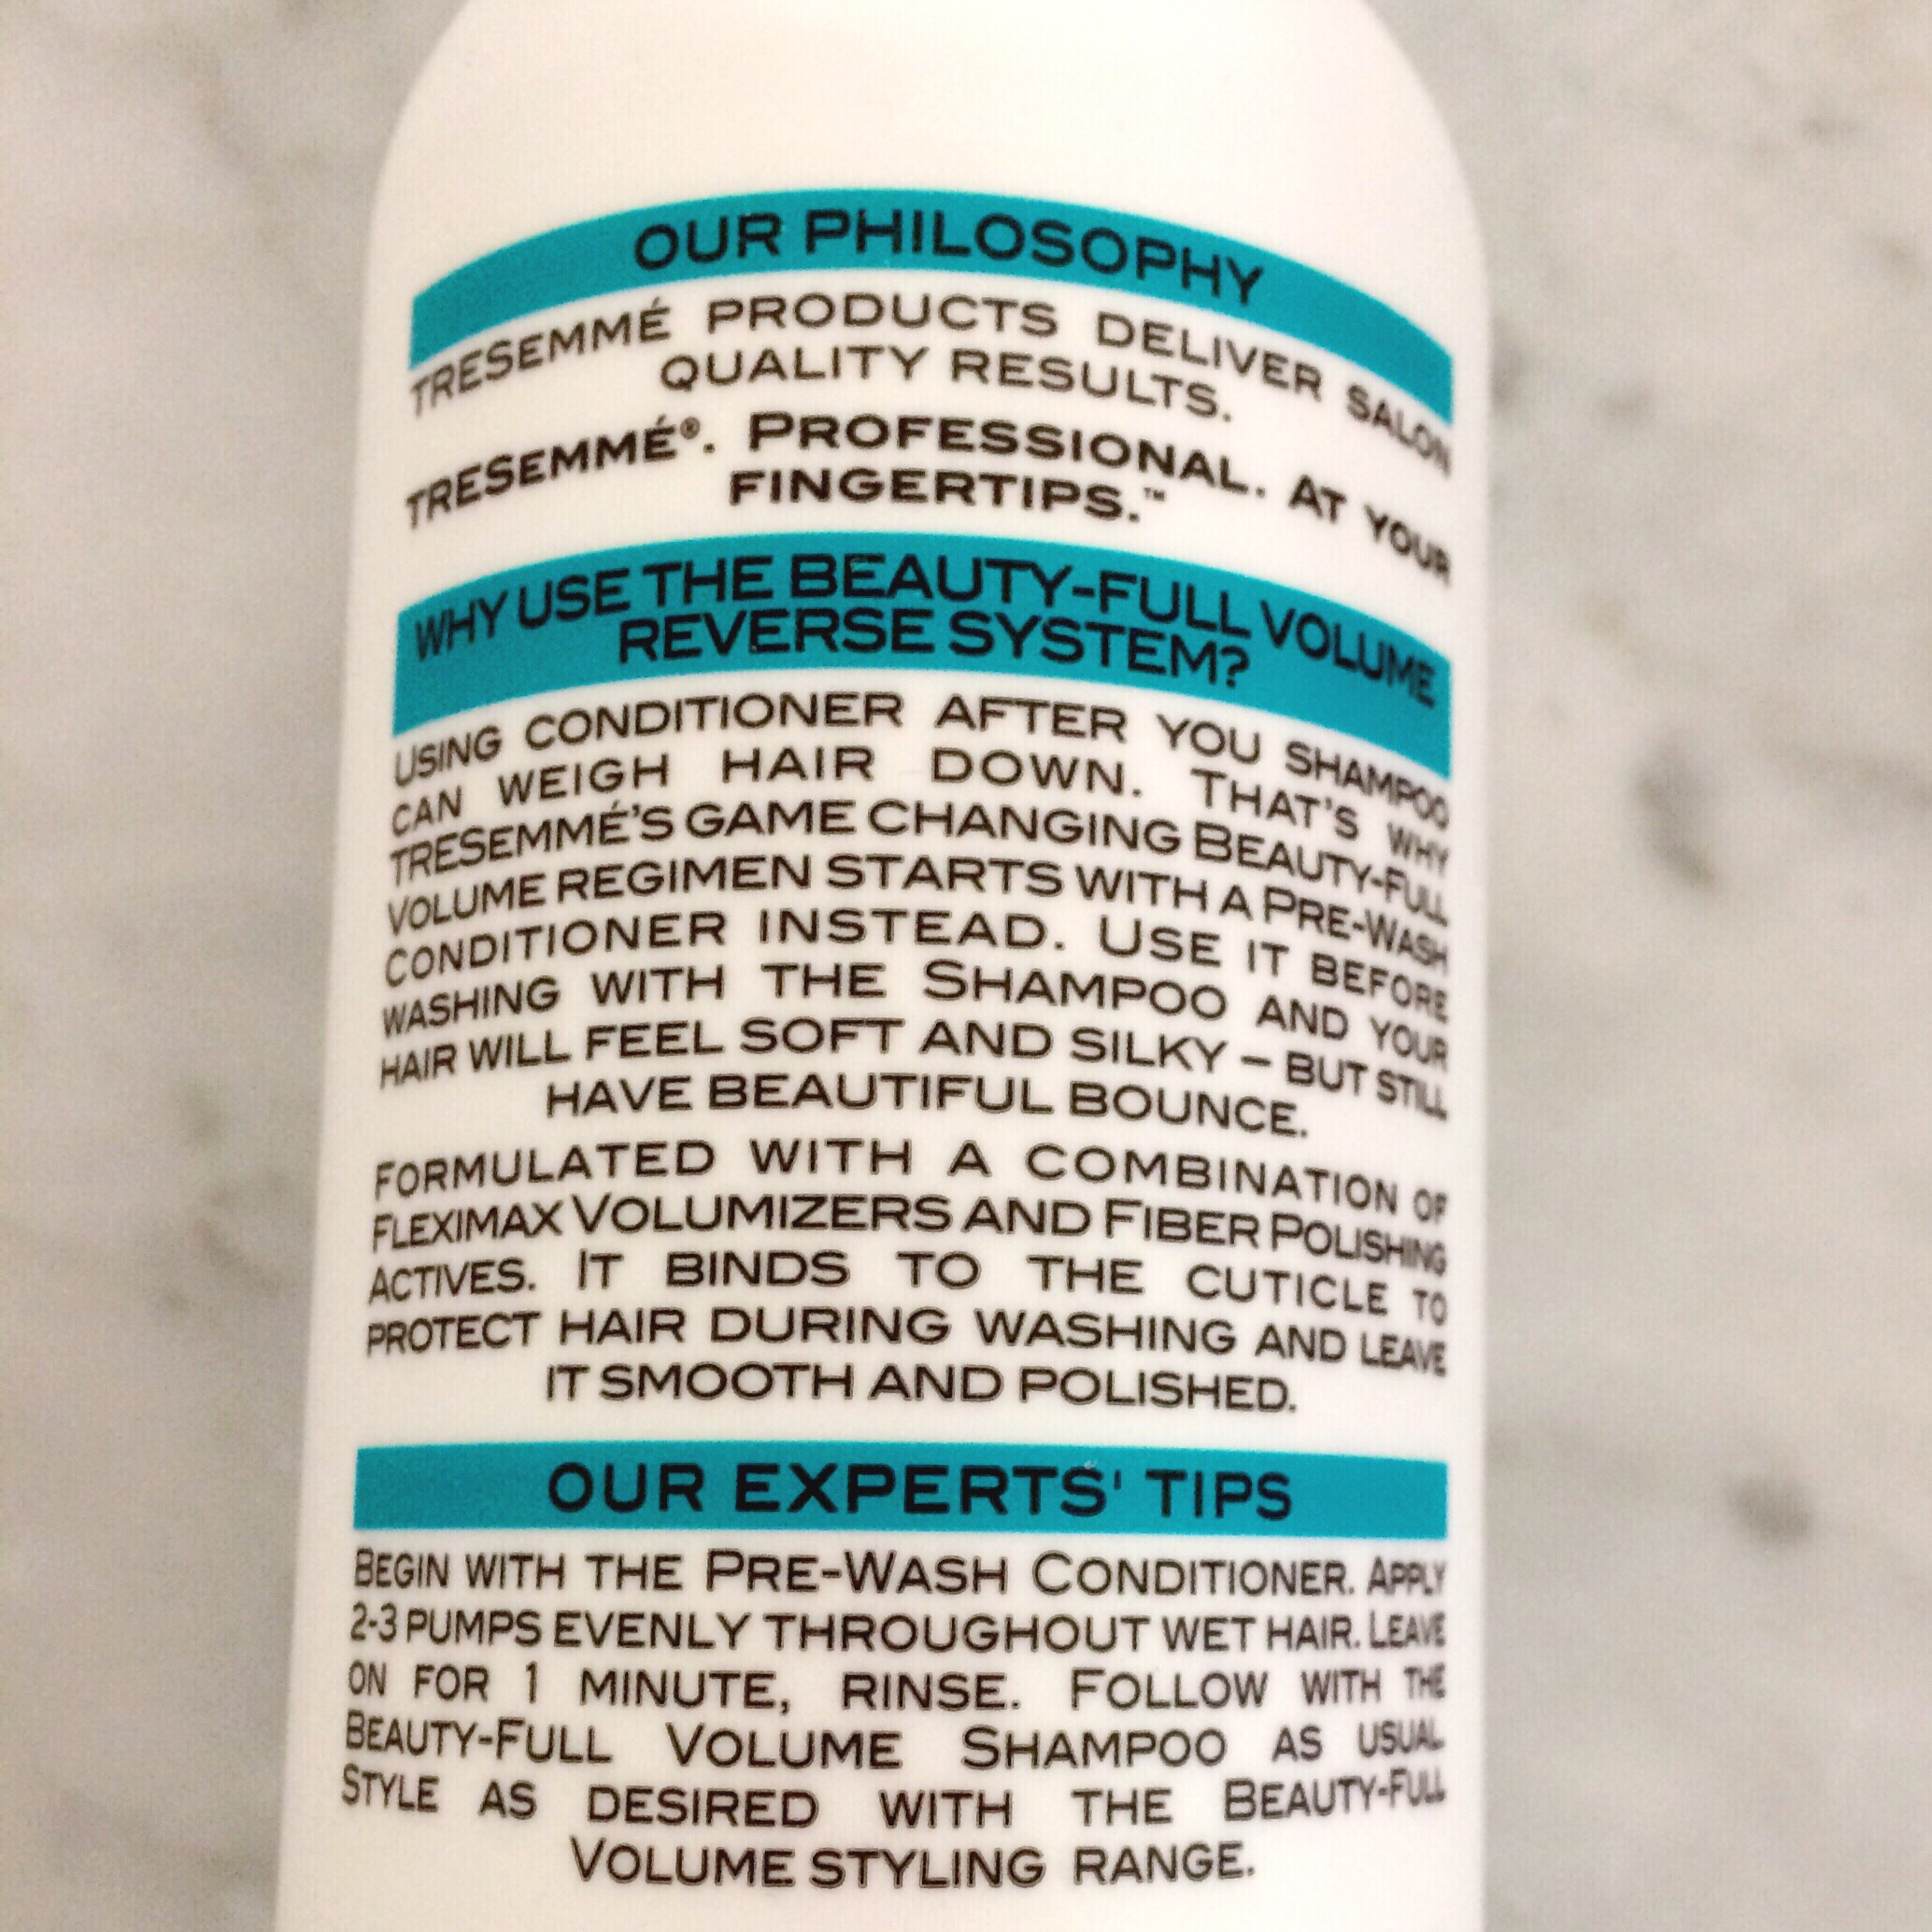 OUR PHILOSOPHY
TRESEMMÉ PRODUCTS DELIVER SALON
QUALITY RESULTS.
TRESEMMÉ®. PROFESSIONAL. AT YOUR
FINGERTIPS.™
WHY USE THE BEAUTY-FULL VOLUME
REVERSE SYSTEM?
USING CONDITIONER AFTER YOU SHAMPOO
CAN WEIGH HAIR DOWN. THAT'S WHY
TRESEMMÉ'S GAME CHANGING BEAUTY-FULL
VOLUME REGIMEN STARTS WITH A PRE-WASH
CONDITIONER INSTEAD. USE IT BEFORE
WASHING WITH THE SHAMPOO AND YOUR
HAIR WILL FEEL SOFT AND SILKY – BUT STILL
HAVE BEAUTIFUL BOUNCE.
FORMULATED WITH A COMBINATION OF
FLEXIMAX VOLUMIZERS AND FIBER POLISHING
ACTIVES. IT BINDS TO THE CUTICLE TO
PROTECT HAIR DURING WASHING AND LEAVE
IT SMOOTH AND POLISHED.
OUR EXPERTS' TIPS
BEGIN WITH THE PRE-WASH CONDITIONER. APPLY
2-3 PUMPS EVENLY THROUGHOUT WET HAIR. LEAVE
ON FOR 1 MINUTE, RINSE. FOLLOW WITH THE
BEAUTY-FULL VOLUME SHAMPOO AS USUAL
STYLE AS DESIRED WITH THE BEAUTY-FULL
VOLUME STYLING RANGE.